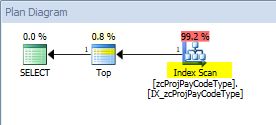 Plan Diagram
0.0 % 0.8 % 99.2 %
1 1
SELECT Top Index Scan
[zcProjPayCodeType].
[IX_zcProjPayCodeType]